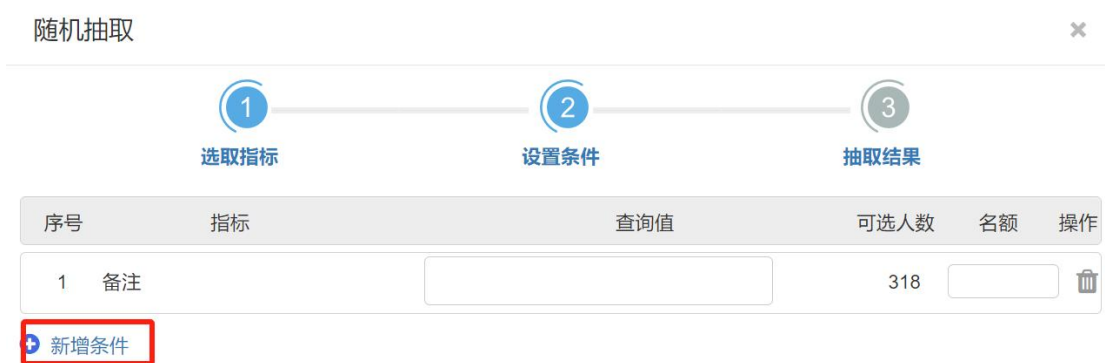 随机抽取
1 2 3
选取指标 设置条件 抽取结果
序号 指标 查询值 可选人数 名额 操作
1 备注 318
新增条件